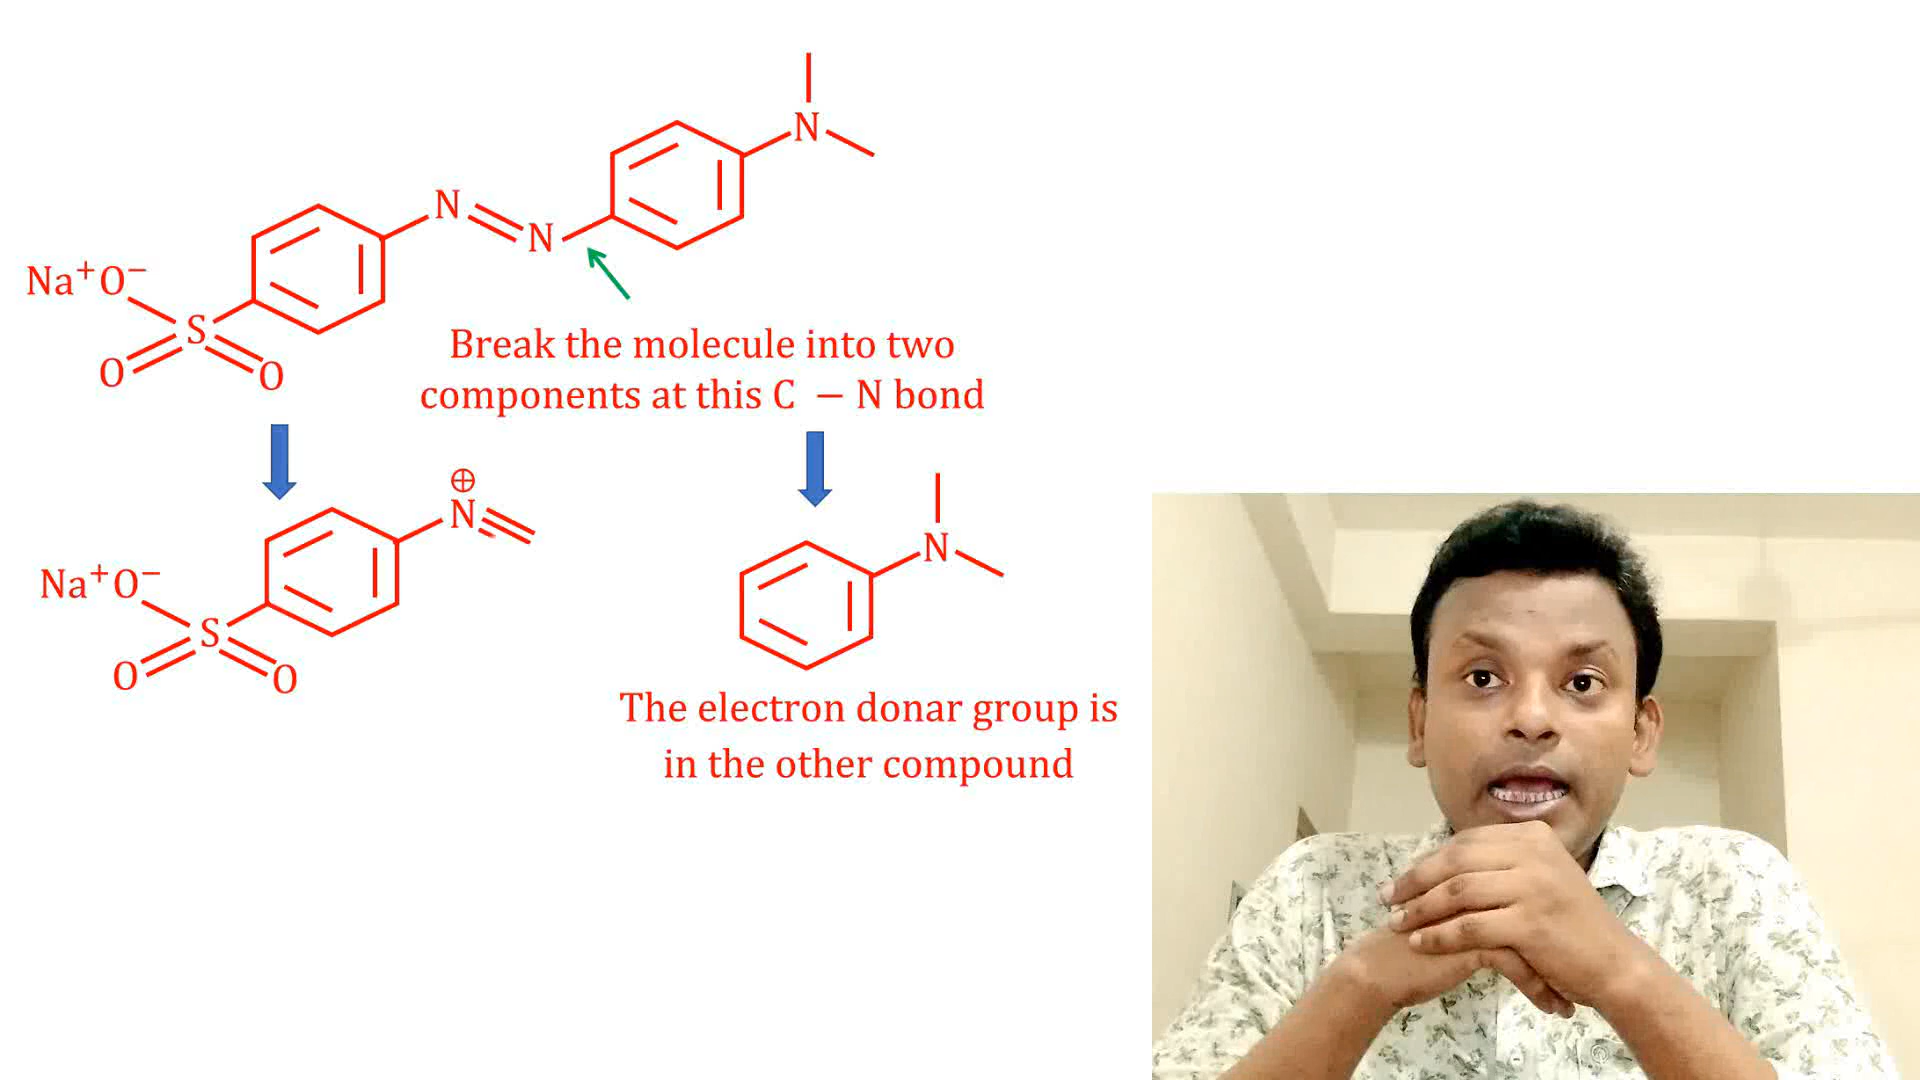 N
N
N
Na⁺O⁻
S
O
O
Break the molecule into two
components at this C – N bond
⊕
N
N
Na⁺O⁻
S
O
O
The electron donar group is
in the other compound